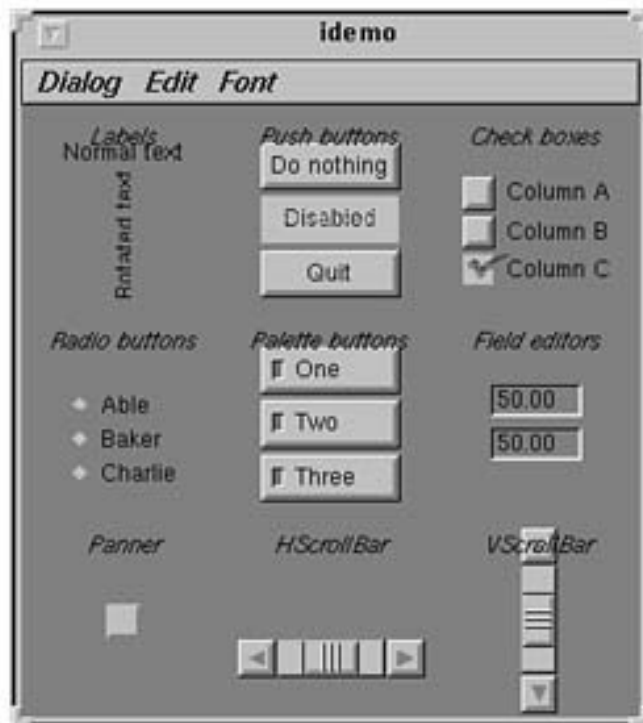 idemo
Dialog Edit Font
Labels
Normal text
Rotated text
Push buttons
Do nothing
Disabled
Quit
Check boxes
Column A
Column B
Column C
Radio buttons
Able
Baker
Charlie
Palette buttons
One
Two
Three
Field editors
50.00
50.00
Panner
HScrollBar
VScrollBar